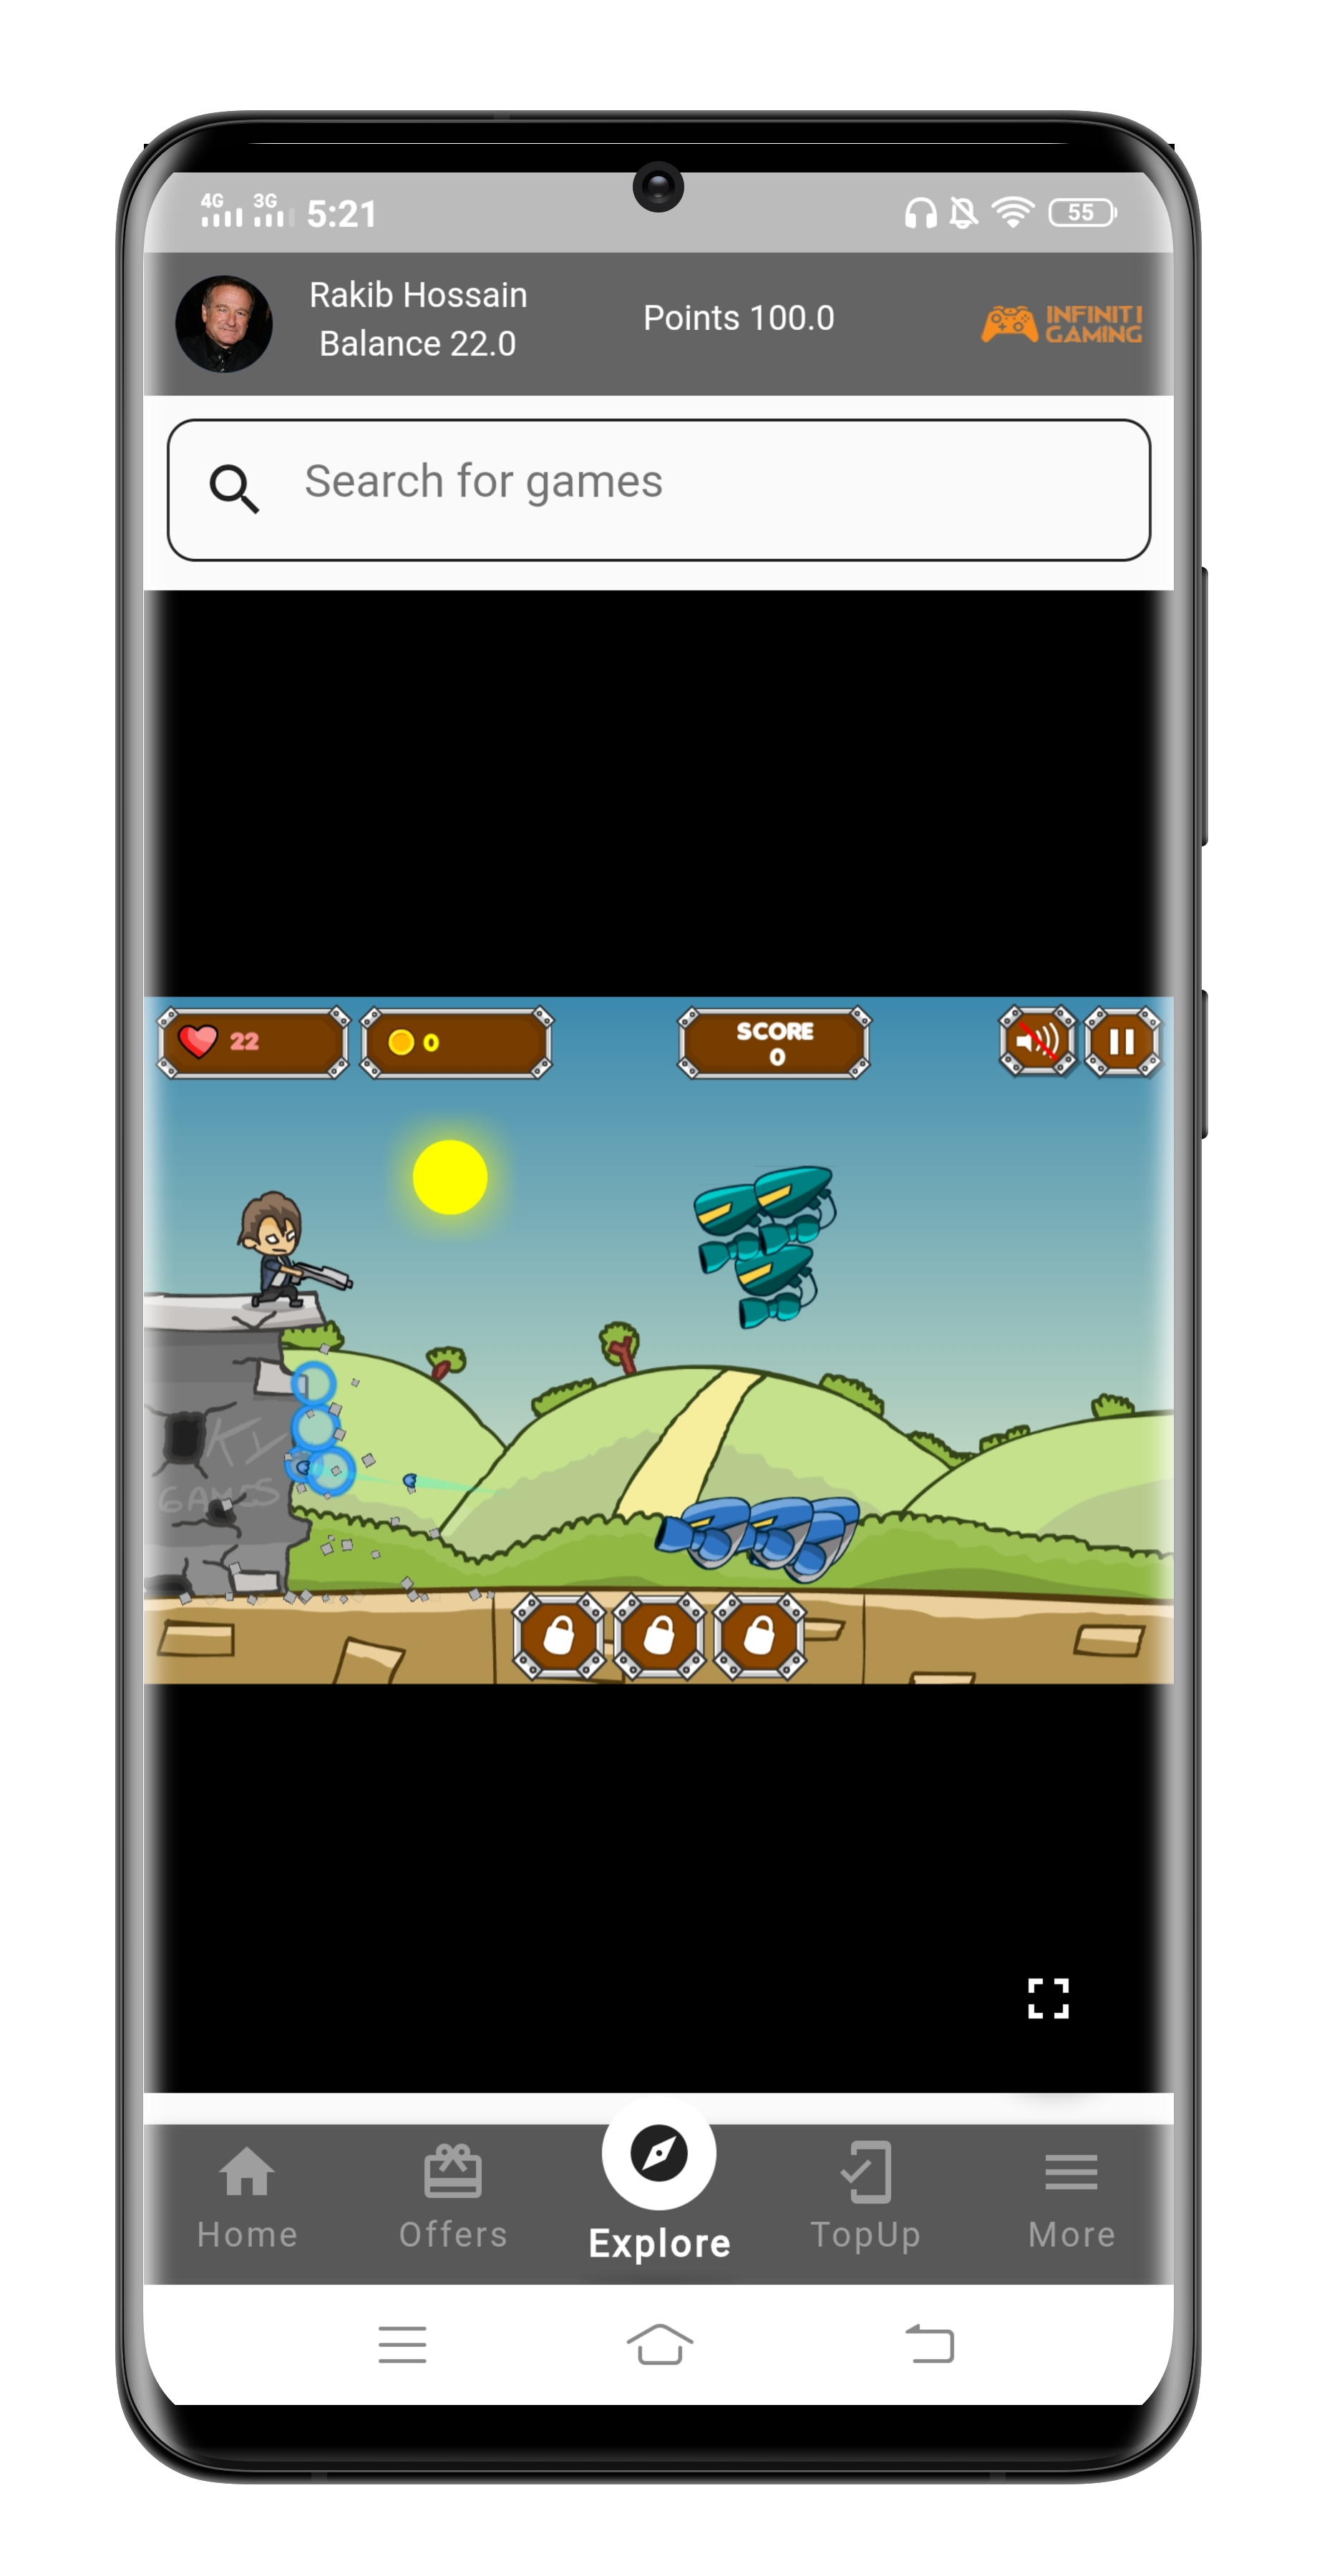 4G 3G 5:21 55
Rakib Hossain
Balance 22.0
Points 100.0
INFINITI
GAMING
Search for games
22
0
SCORE
0
GAMES
Home
Offers
Explore
TopUp
More